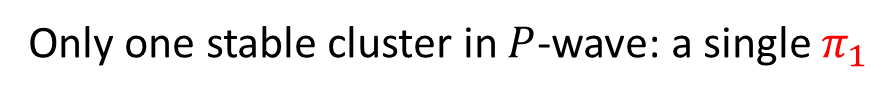 Only one stable cluster in P-wave: a single π₁